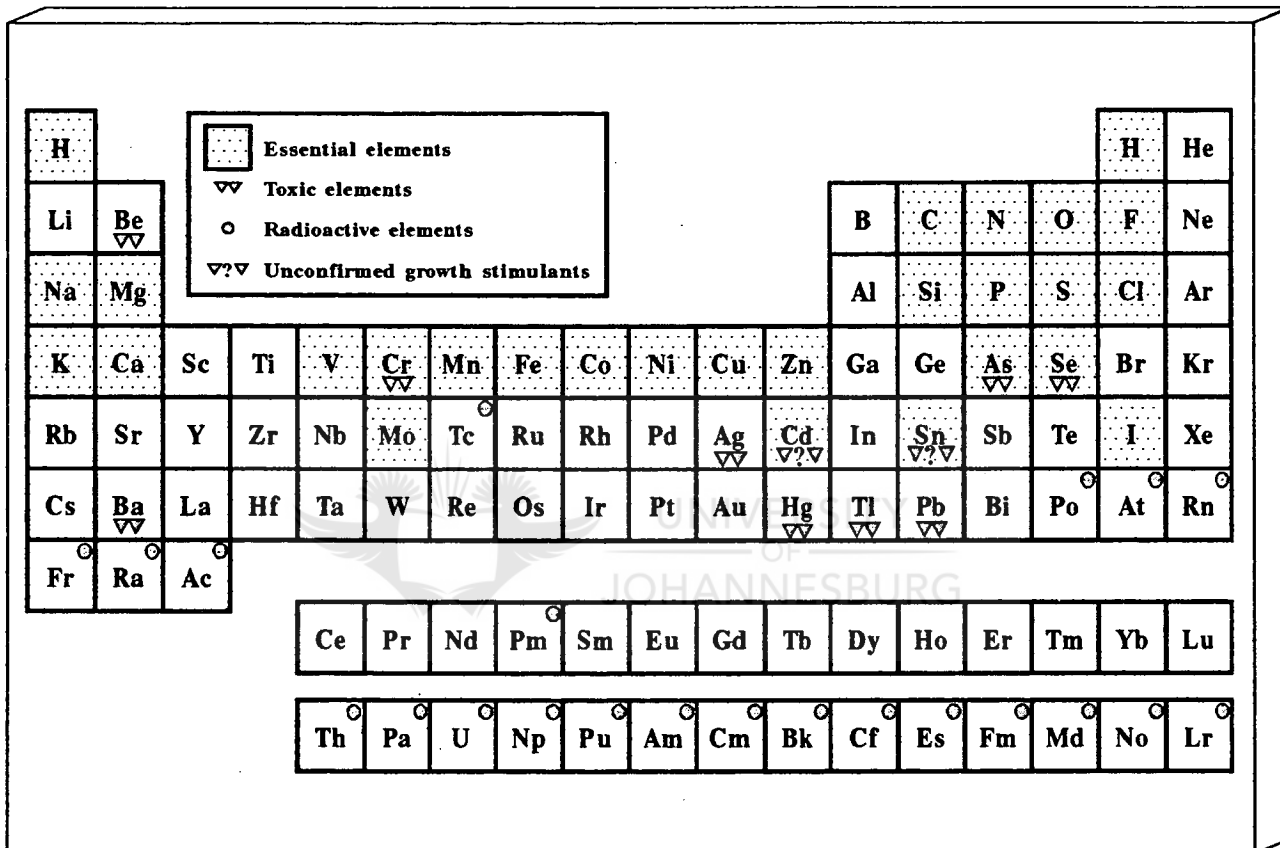 H H He
Essential elements
▽▽ Toxic elements
○ Radioactive elements
▽?▽ Unconfirmed growth stimulants
Li Be B C N O F Ne
▽▽
Na Mg Al Si P S Cl Ar
K Ca Sc Ti V Cr Mn Fe Co Ni Cu Zn Ga Ge As Se Br Kr
▽▽ ▽▽ ▽▽
Rb Sr Y Zr Nb Mo Tc Ru Rh Pd Ag Cd In Sn Sb Te I Xe
▽▽ ▽?▽ ▽?▽
Cs Ba La Hf Ta W Re Os Ir Pt Au Hg Tl Pb Bi Po At Rn
▽▽ ▽▽ ▽▽ ▽▽
UNIVERSITY
OF
JOHANNESBURG
Fr Ra Ac
Ce Pr Nd Pm Sm Eu Gd Tb Dy Ho Er Tm Yb Lu
Th Pa U Np Pu Am Cm Bk Cf Es Fm Md No Lr